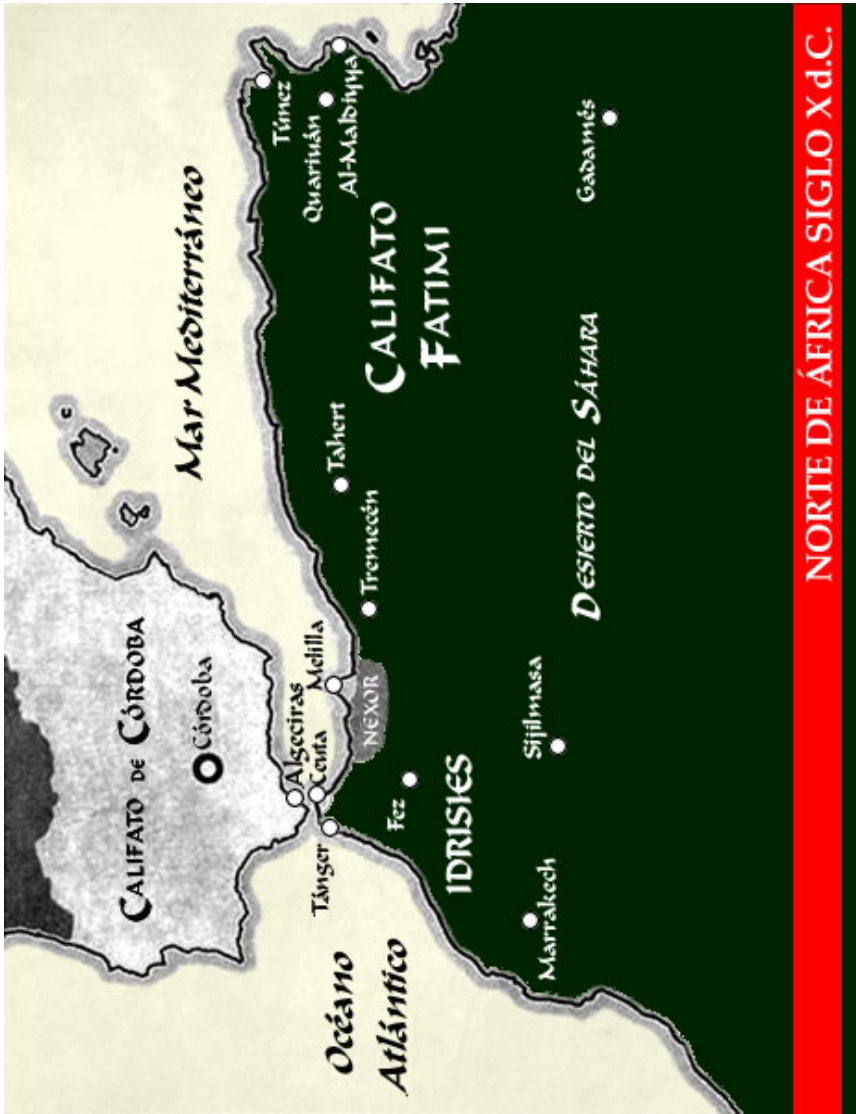 CALIFATO DE CÓRDOBA
Córdoba
Mar Mediterráneo
Océano
Atlántico
Algeciras
Ceuta
Tánger
Melilla
NEXOR
Túnez
Quariuán
Al-Maldiyya
Tremecén
Tahert
CALIFATO
FATIMI
Fez
IDRISIES
Marrakech
Sijilmasa
DESIERTO DEL SÁHARA
Gadamés
NORTE DE ÁFRICA SIGLO X d.C.